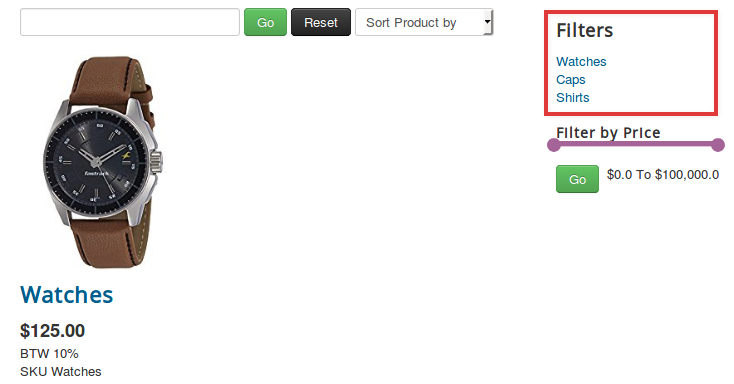 Go Reset Sort Product by
fastrack
Watches
$125.00
BTW 10%
SKU Watches
Filters
Watches
Caps
Shirts
Filter by Price
Go $0.0 To $100,000.0